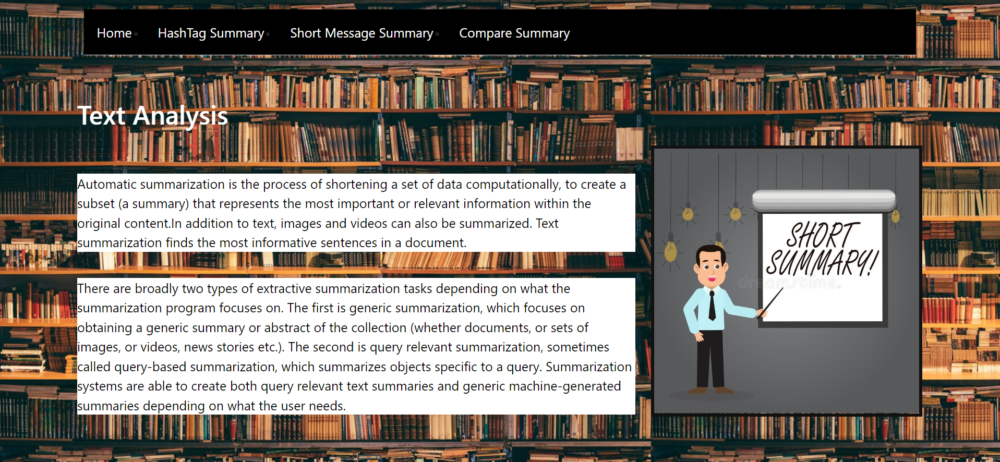 Home HashTag Summary Short Message Summary Compare Summary
Text Analysis
Automatic summarization is the process of shortening a set of data computationally, to create a
subset (a summary) that represents the most important or relevant information within the
original content.In addition to text, images and videos can also be summarized. Text
summarization finds the most informative sentences in a document.
There are broadly two types of extractive summarization tasks depending on what the
summarization program focuses on. The first is generic summarization, which focuses on
obtaining a generic summary or abstract of the collection (whether documents, or sets of
images, or videos, news stories etc.). The second is query relevant summarization, sometimes
called query-based summarization, which summarizes objects specific to a query. Summarization
systems are able to create both query relevant text summaries and generic machine-generated
summaries depending on what the user needs.
SHORT
SUMMARY!
dreamstime.